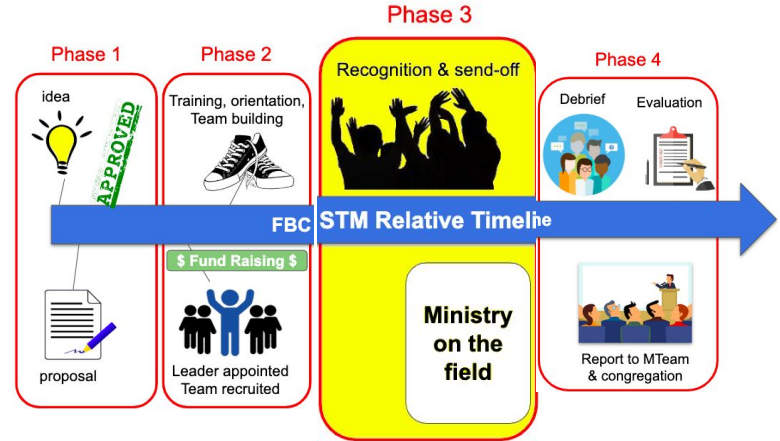 Phase 1
idea
APPROVED
proposal
Phase 2
Training, orientation,
Team building
$ Fund Raising $
Leader appointed
Team recruited
Phase 3
Recognition & send-off
FBC STM Relative Timeline
Ministry
on the
field
Phase 4
Debrief
Evaluation
Report to MTeam
& congregation